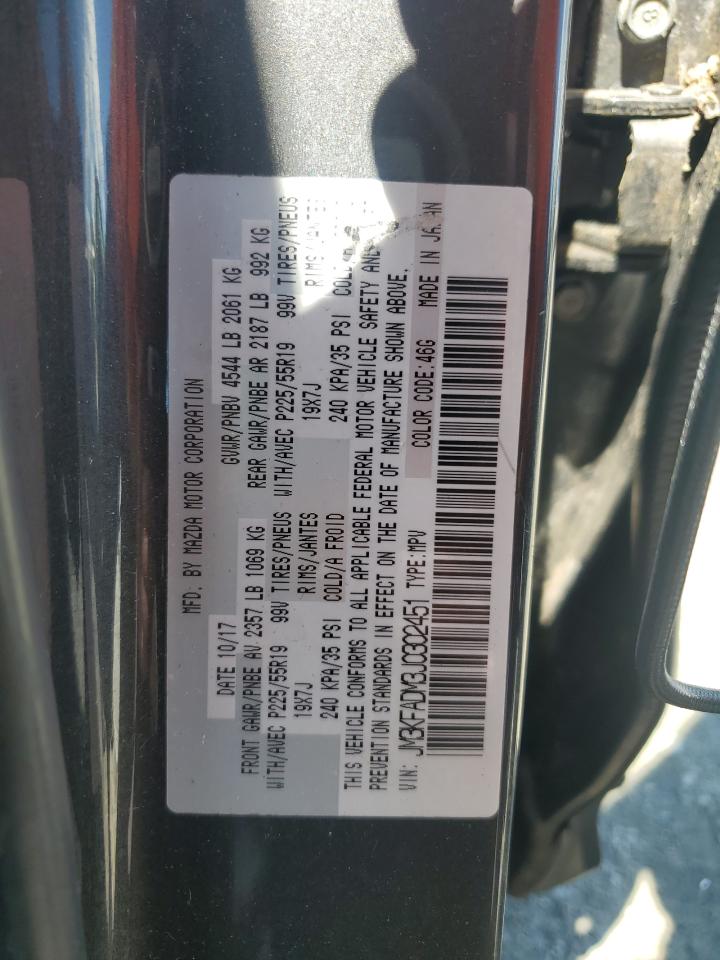 MFD. BY MAZDA MOTOR CORPORATION
DATE 10/17 GVWR/PNBV 4544 LB 2061 KG
FRONT GAWR/PNBE AV 2357 LB 1069 KG REAR GAWR/PNBE AR 2187 LB 992 KG
WITH/AVEC P225/55R19 99V TIRES/PNEUS WITH/AVEC P225/55R19 99V TIRES/PNEUS
19X7J RIMS/JANTES 19X7J RIMS/JANTES
240 KPA/35 PSI COLD/A FROID 240 KPA/35 PSI
THIS VEHICLE CONFORMS TO ALL APPLICABLE FEDERAL MOTOR VEHICLE SAFETY AND
PREVENTION STANDARDS IN EFFECT ON THE DATE OF MANUFACTURE SHOWN ABOVE.
VIN: JM3KFADM3J0302451 TYPE:MPV COLOR CODE:46G MADE IN JAPAN